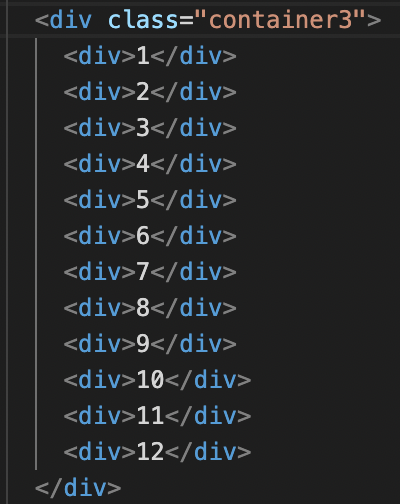 <div class="container3">
<div>1</div>
<div>2</div>
<div>3</div>
<div>4</div>
<div>5</div>
<div>6</div>
<div>7</div>
<div>8</div>
<div>9</div>
<div>10</div>
<div>11</div>
<div>12</div>
</div>